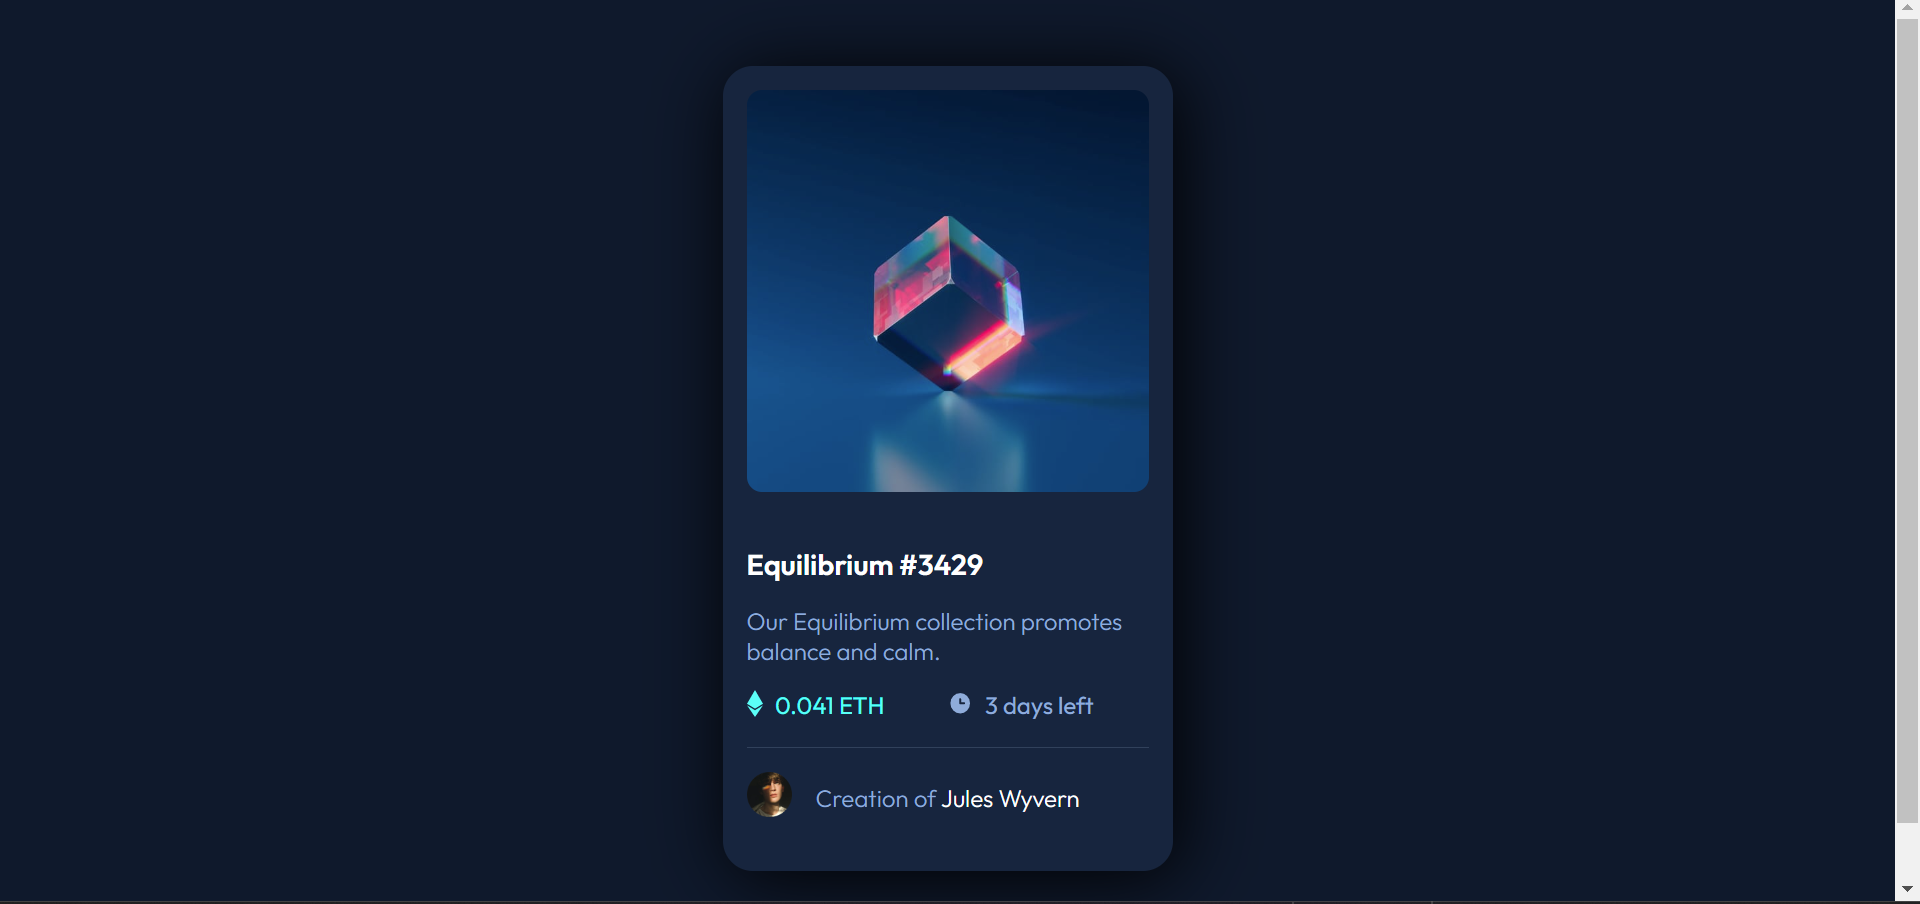 Equilibrium #3429
Our Equilibrium collection promotes
balance and calm.
0.041 ETH
3 days left
Creation of Jules Wyvern